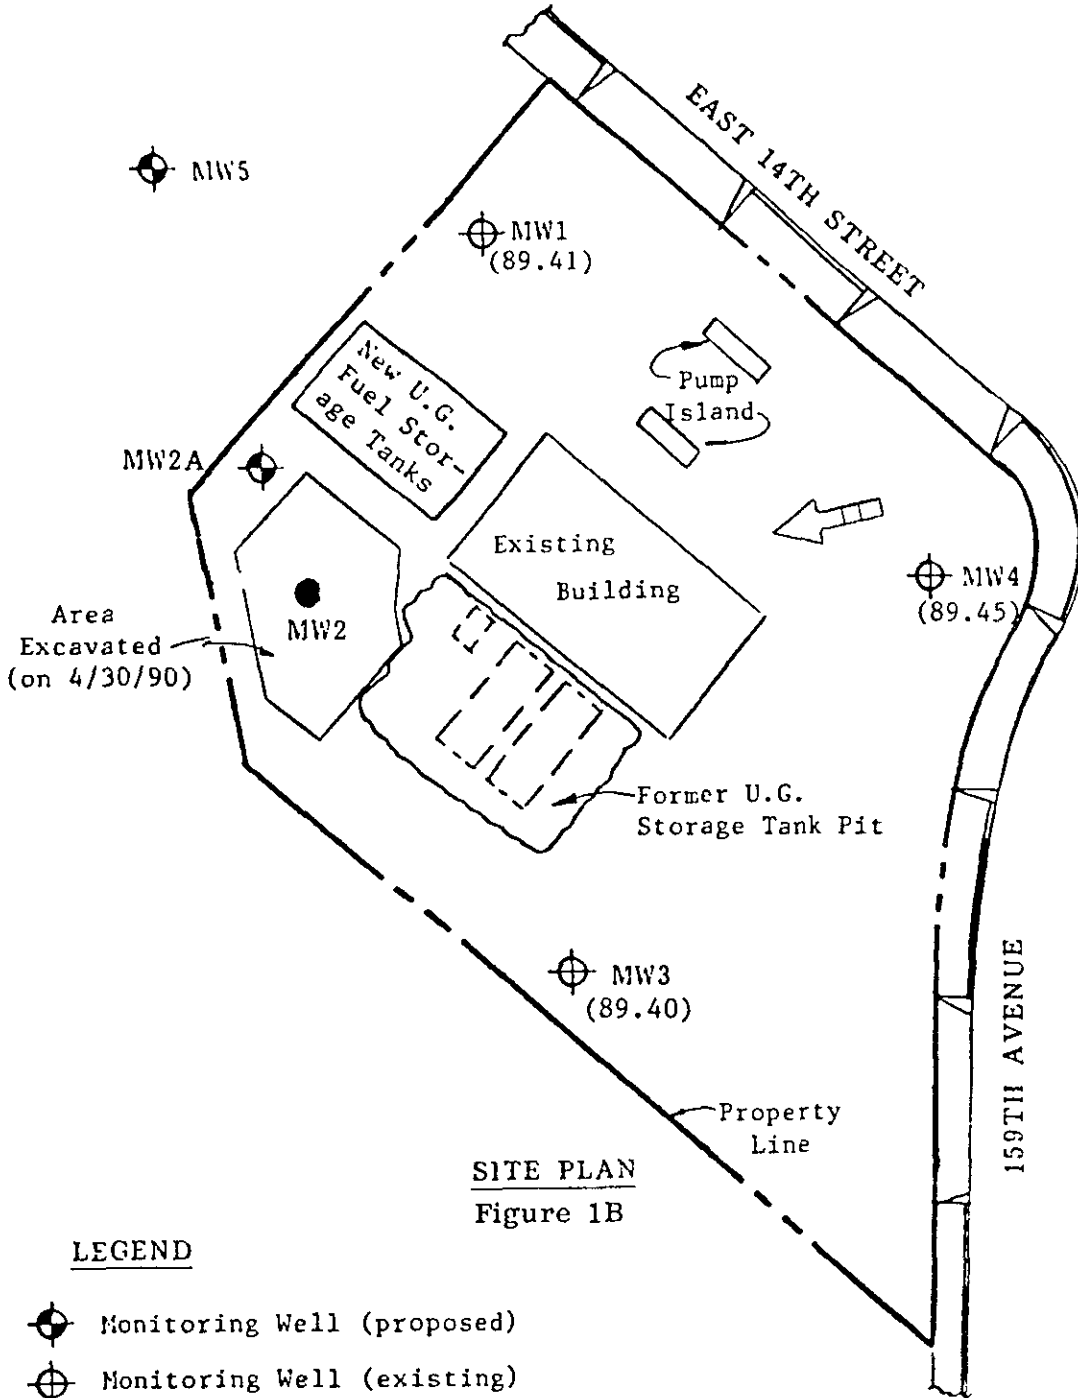 EAST 14TH STREET
MW5
MW1
(89.41)
New U.G.
Fuel Stor-
age Tanks
Pump
Island
MW2A
Existing
Building
MW4
(89.45)
Area
Excavated
(on 4/30/90)
MW2
Former U.G.
Storage Tank Pit
MW3
(89.40)
159TH AVENUE
Property
Line
SITE PLAN
Figure 1B
LEGEND
Monitoring Well (proposed)
Monitoring Well (existing)